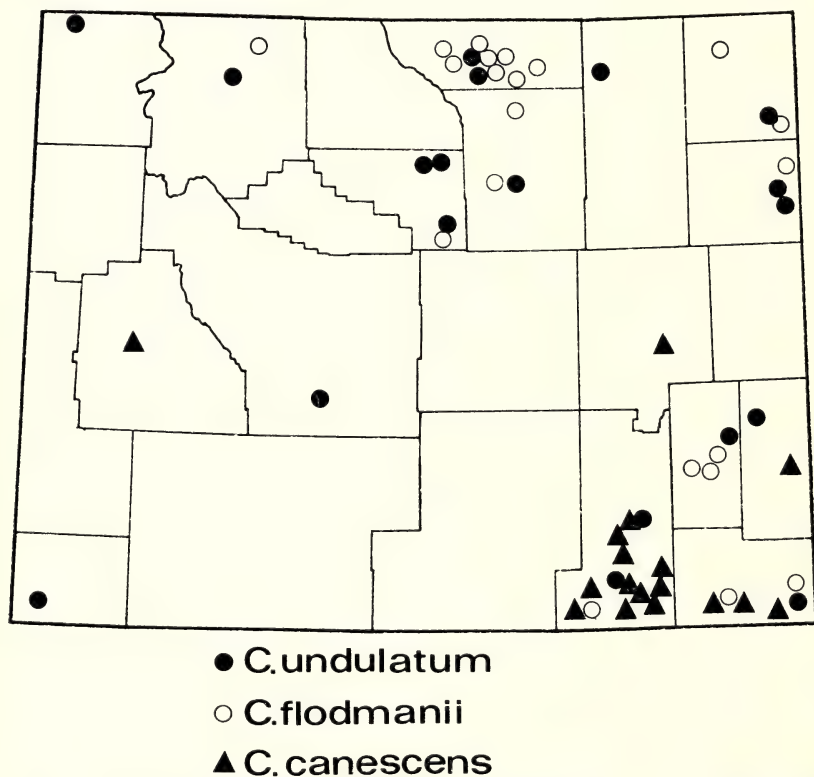 ● C.undulatum
○ C.flodmanii
▲ C.canescens